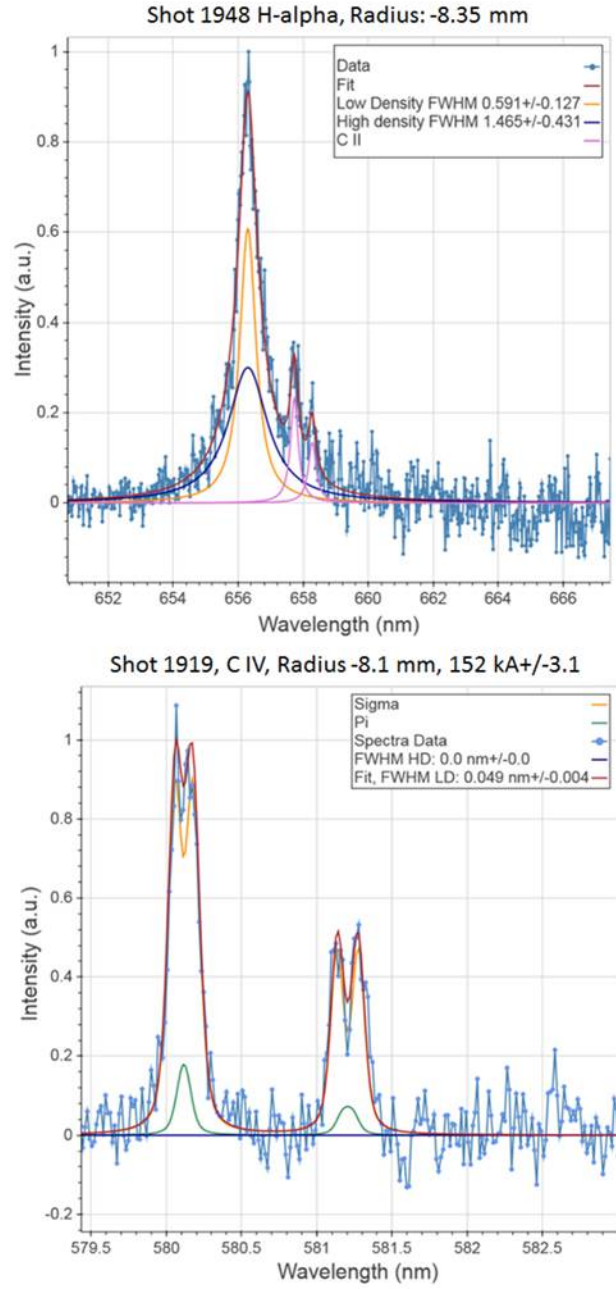 Shot 1948 H-alpha, Radius: -8.35 mm
Data
Fit
Low Density FWHM 0.591+/-0.127
High density FWHM 1.465+/-0.431
C II
Intensity (a.u.)
1
0.8
0.6
0.4
0.2
0
652 654 656 658 660 662 664 666
Wavelength (nm)
Shot 1919, C IV, Radius -8.1 mm, 152 kA+/-3.1
Sigma
Pi
Spectra Data
FWHM HD: 0.0 nm+/-0.0
Fit, FWHM LD: 0.049 nm+/-0.004
Intensity (a.u.)
1
0.8
0.6
0.4
0.2
0
-0.2
579.5 580 580.5 581 581.5 582 582.5
Wavelength (nm)